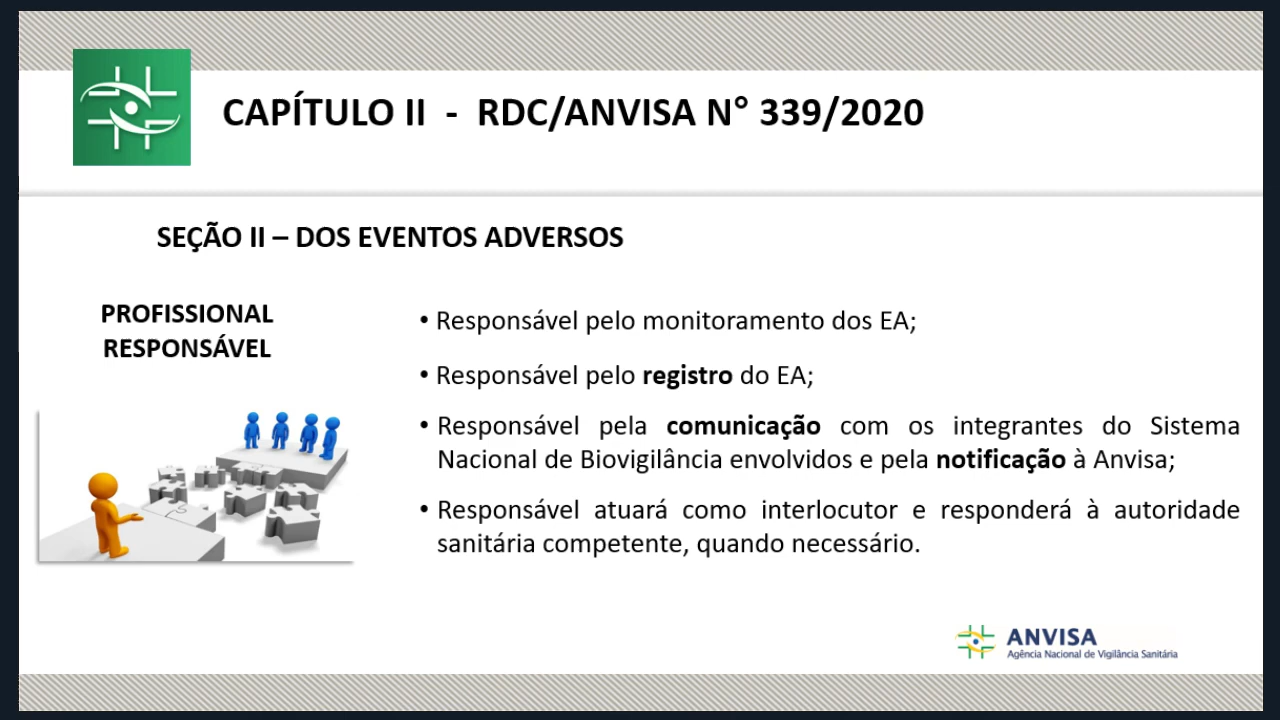 CAPÍTULO II - RDC/ANVISA N° 339/2020
SEÇÃO II – DOS EVENTOS ADVERSOS
PROFISSIONAL
RESPONSÁVEL
• Responsável pelo monitoramento dos EA;
• Responsável pelo registro do EA;
• Responsável pela comunicação com os integrantes do Sistema
Nacional de Biovigilância envolvidos e pela notificação à Anvisa;
• Responsável atuará como interlocutor e responderá à autoridade
sanitária competente, quando necessário.
ANVISA
Agência Nacional de Vigilância Sanitária